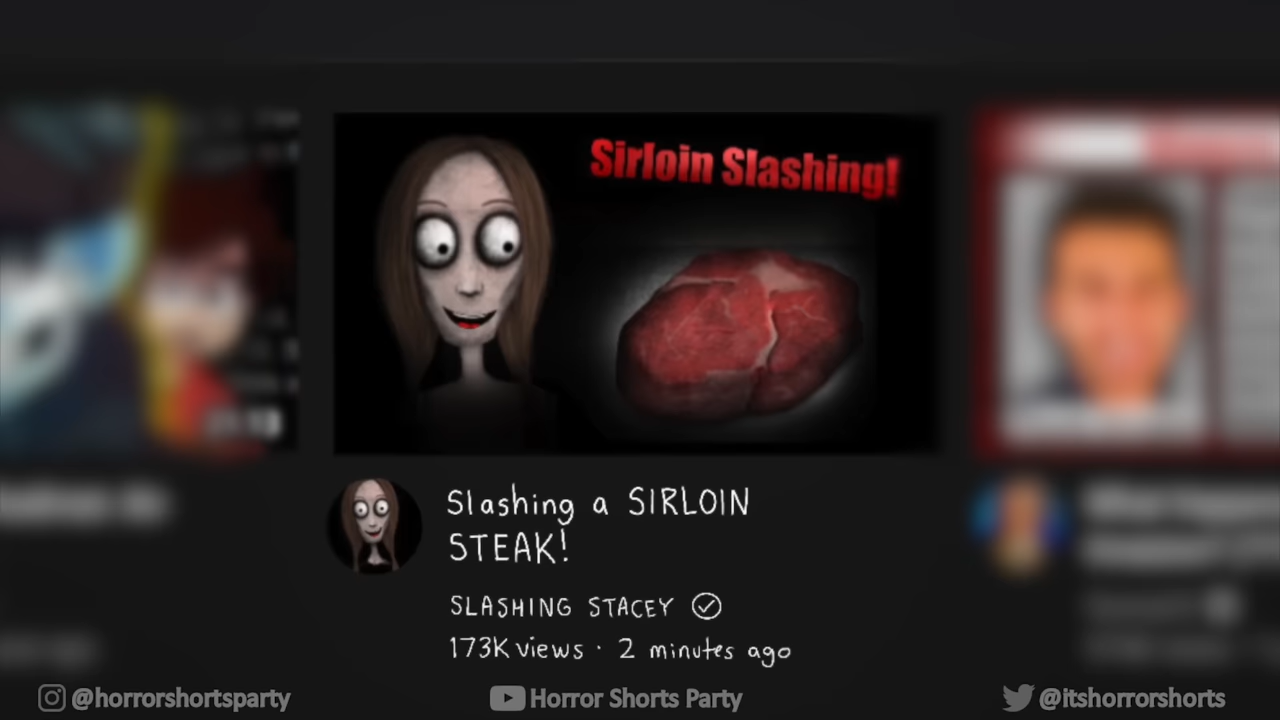 Sirloin Slashing!
Slashing a SIRLOIN
STEAK!
SLASHING STACEY
173K views · 2 minutes ago
@horrorshortsparty
Horror Shorts Party
@itshorrorshorts